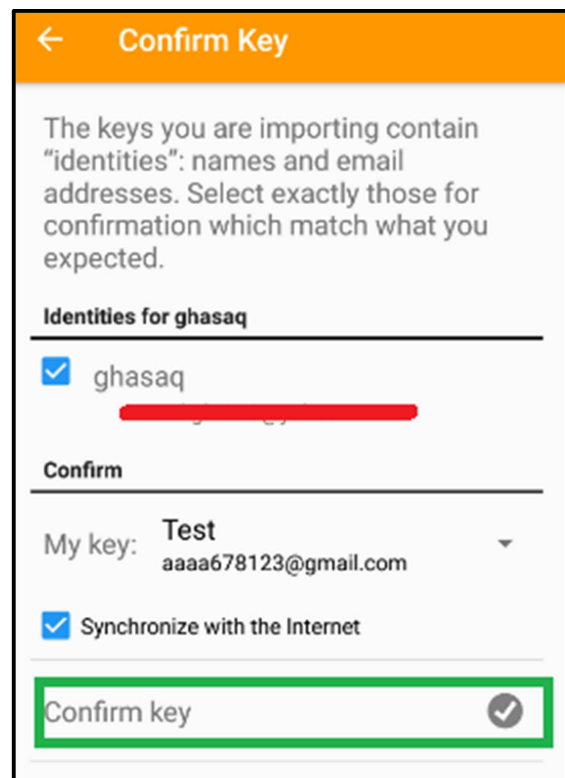 Confirm Key
The keys you are importing contain
“identities”: names and email
addresses. Select exactly those for
confirmation which match what you
expected.
Identities for ghasaq
ghasaq
Confirm
My key:
Test
aaaa678123@gmail.com
Synchronize with the Internet
Confirm key